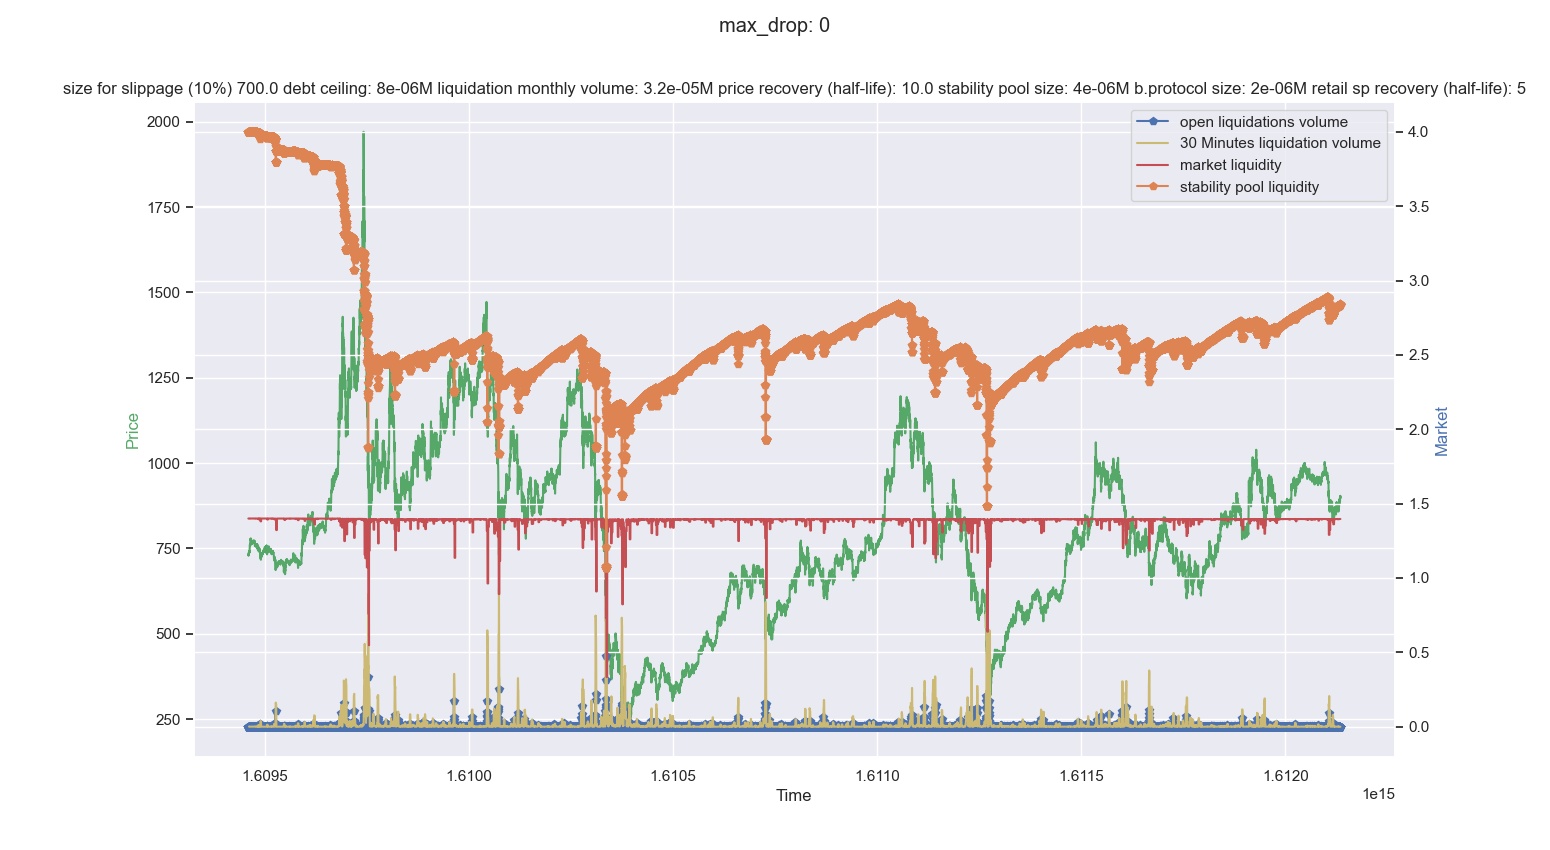 max_drop: 0
size for slippage (10%) 700.0 debt ceiling: 8e-06M liquidation monthly volume: 3.2e-05M price recovery (half-life): 10.0 stability pool size: 4e-06M b.protocol size: 2e-06M retail sp recovery (half-life): 5
open liquidations volume
30 Minutes liquidation volume
market liquidity
stability pool liquidity
2000
1750
1500
1250
1000
750
500
250
Price
4.0
3.5
3.0
2.5
2.0
1.5
1.0
0.5
0.0
Market
1.6095 1.6100 1.6105 1.6110 1.6115 1.6120
Time
1e15